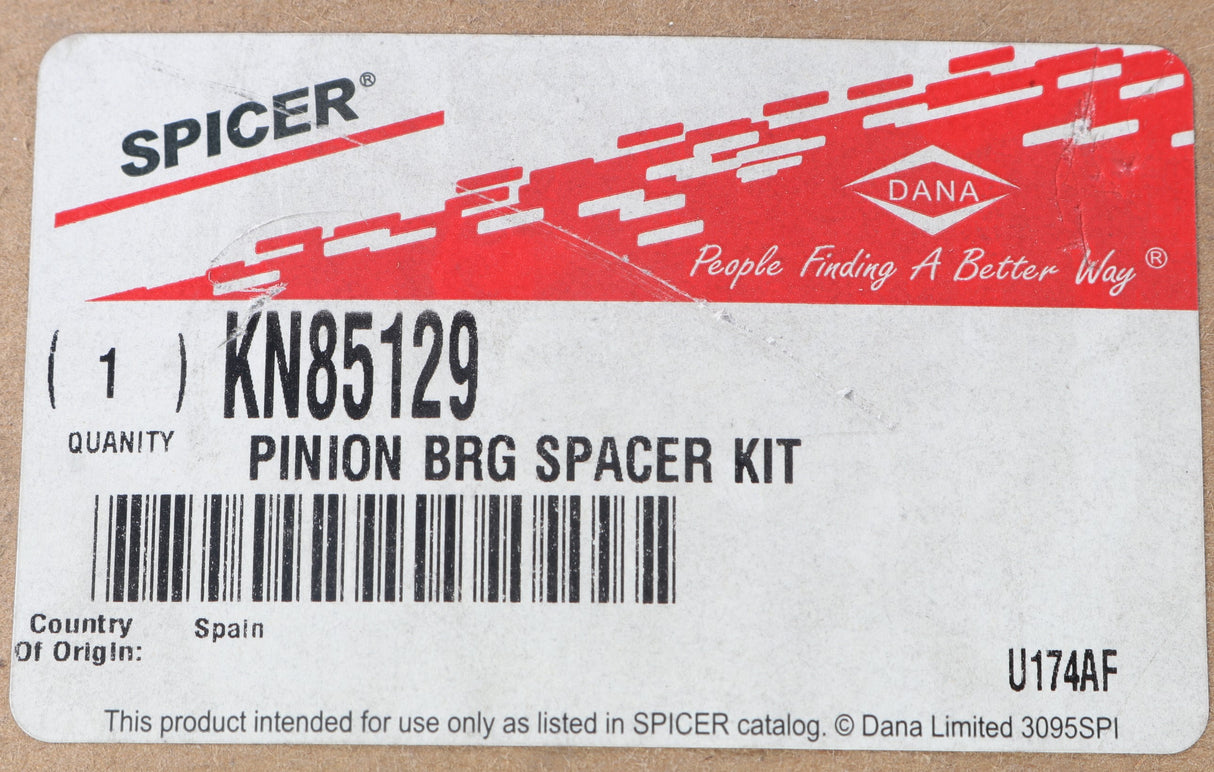 SPICER®
DANA
People Finding A Better Way®
( 1 ) KN85129
QUANITY
PINION BRG SPACER KIT
Country Spain
Of Origin:
U174AF
This product intended for use only as listed in SPICER catalog. © Dana Limited 3095SPI